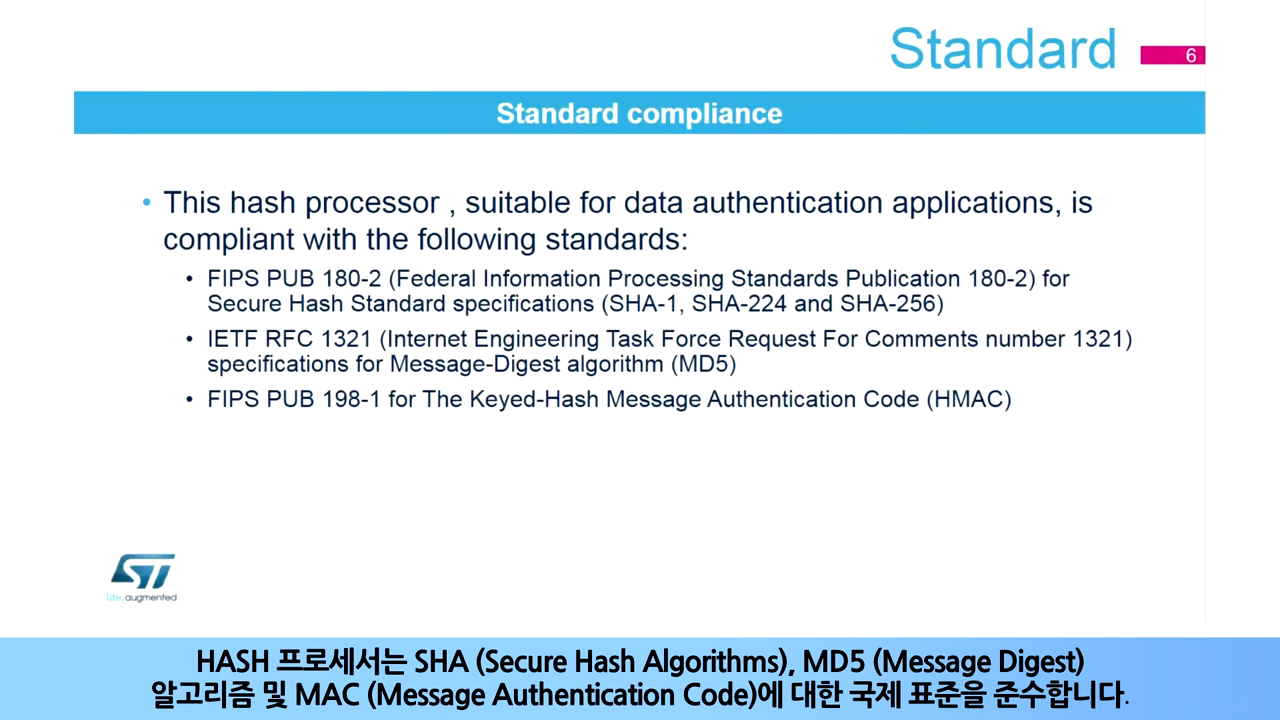 Standard
6
Standard compliance
• This hash processor , suitable for data authentication applications, is
compliant with the following standards:
• FIPS PUB 180-2 (Federal Information Processing Standards Publication 180-2) for
Secure Hash Standard specifications (SHA-1, SHA-224 and SHA-256)
• IETF RFC 1321 (Internet Engineering Task Force Request For Comments number 1321)
specifications for Message-Digest algorithm (MD5)
• FIPS PUB 198-1 for The Keyed-Hash Message Authentication Code (HMAC)
ST
life.augmented
HASH 프로세서는 SHA (Secure Hash Algorithms), MD5 (Message Digest)
알고리즘 및 MAC (Message Authentication Code)에 대한 국제 표준을 준수합니다.